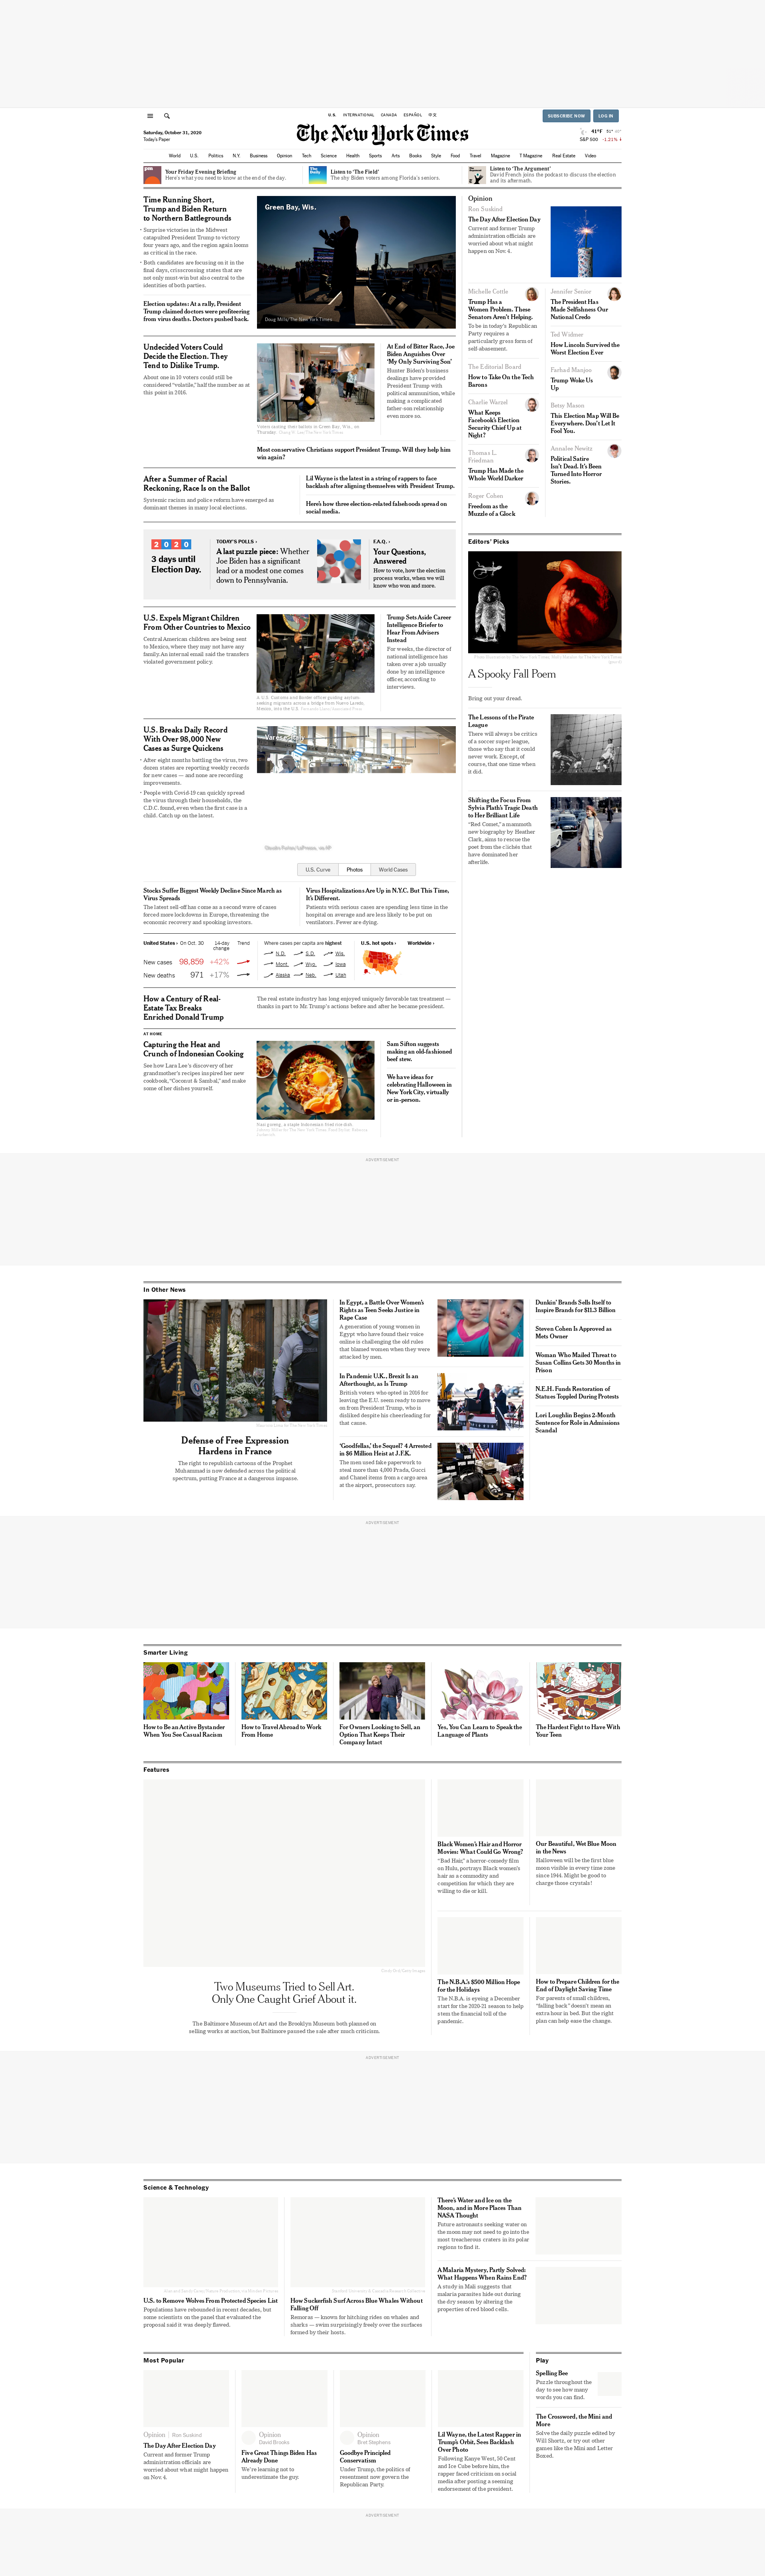 U.S.
INTERNATIONAL
CANADA
ESPAÑOL
中文
SUBSCRIBE NOW
LOG IN
Saturday, October 31, 2020
Today's Paper
The New York Times
41°F
S&P 500 -1.21%
World
U.S.
Politics
N.Y.
Business
Opinion
Tech
Science
Health
Sports
Arts
Books
Style
Food
Travel
Magazine
T Magazine
Real Estate
Video
Your Friday Evening Briefing
Here's what you need to know at the end of the day.
Listen to 'The Field'
The shy Biden voters among Florida's seniors.
Listen to 'The Argument'
David French joins the podcast to discuss the election
and its aftermath.
Time Running Short,
Trump and Biden Return
to Northern Battlegrounds
Surprise victories in the Midwest
catapulted President Trump to victory
four years ago, and the region again looms
as critical in the race.
Both candidates are focusing on it in the
final days, crisscrossing states that are
not only must-win but also central to the
identities of both parties.
Election updates: At a rally, President
Trump claimed doctors were profiteering
from virus deaths. Doctors pushed back.
Green Bay, Wis.
Doug Mills/The New York Times
Undecided Voters Could
Decide the Election. They
Tend to Dislike Trump.
About one in 10 voters could still be
considered “volatile,” half the number as at
this point in 2016.
Voters casting their ballots in Green Bay, Wis., on
Thursday.
At End of Bitter Race, Joe
Biden Anguishes Over
‘My Only Surviving Son’
Hunter Biden's business
dealings have provided
President Trump with
political ammunition, while
making a complicated
father-son relationship
even more so.
Most conservative Christians support President Trump. Will they help him
win again?
After a Summer of Racial
Reckoning, Race Is on the Ballot
Systemic racism and police reform have emerged as
dominant themes in many local elections.
Lil Wayne is the latest in a string of rappers to face
backlash after aligning themselves with President Trump.
Here's how three election-related falsehoods spread on
social media.
2020
3 days until
Election Day.
TODAY'S POLLS ›
A last puzzle piece: Whether
Joe Biden has a significant
lead or a modest one comes
down to Pennsylvania.
F.A.Q. ›
Your Questions,
Answered
How to vote, how the election
process works, when we will
know who won and more.
U.S. Expels Migrant Children
From Other Countries to Mexico
Central American children are being sent
to Mexico, where they may not have any
family. An internal email said the transfers
violated government policy.
A U.S. Customs and Border officer guiding asylum-
seeking migrants across a bridge from Nuevo Laredo,
Mexico, into the U.S.
Trump Sets Aside Career
Intelligence Briefer to
Hear From Advisers
Instead
For weeks, the director of
national intelligence has
taken over a job usually
done by an intelligence
officer, according to
interviews.
U.S. Breaks Daily Record
With Over 98,000 New
Cases as Surge Quickens
After eight months battling the virus, two
dozen states are reporting weekly records
for new cases — and none are recording
improvements.
People with Covid-19 can quickly spread
the virus through their households, the
C.D.C. found, even when the first case is a
child. Catch up on the latest.
U.S. Curve
Photos
World Cases
Stocks Suffer Biggest Weekly Decline Since March as
Virus Spreads
The latest sell-off has come as a second wave of cases
forced more lockdowns in Europe, threatening the
economic recovery and spooking investors.
Virus Hospitalizations Are Up in N.Y.C. But This Time,
It's Different.
Patients with serious cases are spending less time in the
hospital on average and are less likely to be put on
ventilators. Fewer are dying.
United States ›
On Oct. 30
14-day
change
Trend
New cases 98,859 +42%
New deaths 971 +17%
Where cases per capita are highest
N.D. S.D. Wis.
Mont. Wyo. Iowa
Alaska Neb. Utah
U.S. hot spots ›
Worldwide ›
How a Century of Real-
Estate Tax Breaks
Enriched Donald Trump
The real estate industry has long enjoyed uniquely favorable tax treatment —
thanks in part to Mr. Trump's actions before and after he became president.
AT HOME
Capturing the Heat and
Crunch of Indonesian Cooking
See how Lara Lee's discovery of her
grandmother's recipes inspired her new
cookbook, “Coconut & Sambal,” and make
some of her dishes yourself.
Nasi goreng, a staple Indonesian fried rice dish.
Sam Sifton suggests
making an old-fashioned
beef stew.
We have ideas for
celebrating Halloween in
New York City, virtually
or in-person.
Opinion
Ron Suskind
The Day After Election Day
Current and former Trump
administration officials are
worried about what might
happen on Nov. 4.
Michelle Cottle
Trump Has a
Women Problem. These
Senators Aren't Helping.
To be in today's Republican
Party requires a
particularly gross form of
self-abasement.
The Editorial Board
How to Take On the Tech
Barons
Charlie Warzel
What Keeps
Facebook's Election
Security Chief Up at
Night?
Thomas L.
Friedman
Trump Has Made the
Whole World Darker
Roger Cohen
Freedom as the
Muzzle of a Glock
Jennifer Senior
The President Has
Made Selfishness Our
National Credo
Ted Widmer
How Lincoln Survived the
Worst Election Ever
Farhad Manjoo
Trump Woke Us
Up
Betsy Mason
This Election Map Will Be
Everywhere. Don't Let It
Fool You.
Annalee Newitz
Political Satire
Isn't Dead. It's Been
Turned Into Horror
Stories.
Editors' Picks
A Spooky Fall Poem
Bring out your dread.
The Lessons of the Pirate
League
There will always be critics
of a soccer super league,
those who say that it could
never work. Except, of
course, that one time when
it did.
Shifting the Focus From
Sylvia Plath's Tragic Death
to Her Brilliant Life
“Red Comet,” a mammoth
new biography by Heather
Clark, aims to rescue the
poet from the clichés that
have dominated her
afterlife.
ADVERTISEMENT
In Other News
Defense of Free Expression
Hardens in France
The right to republish cartoons of the Prophet
Muhammad is now defended across the political
spectrum, putting France at a dangerous impasse.
In Egypt, a Battle Over Women's
Rights as Teen Seeks Justice in
Rape Case
A generation of young women in
Egypt who have found their voice
online is challenging the old rules
that blamed women when they were
attacked by men.
In Pandemic U.K., Brexit Is an
Afterthought, as Is Trump
British voters who opted in 2016 for
leaving the E.U. seem ready to move
on from President Trump, who is
disliked despite his cheerleading for
that cause.
‘Goodfellas,’ the Sequel? 4 Arrested
in $6 Million Heist at J.F.K.
The men used fake paperwork to
steal more than 4,000 Prada, Gucci
and Chanel items from a cargo area
at the airport, prosecutors say.
Dunkin' Brands Sells Itself to
Inspire Brands for $11.3 Billion
Steven Cohen Is Approved as
Mets Owner
Woman Who Mailed Threat to
Susan Collins Gets 30 Months in
Prison
N.E.H. Funds Restoration of
Statues Toppled During Protests
Lori Loughlin Begins 2-Month
Sentence for Role in Admissions
Scandal
ADVERTISEMENT
Smarter Living
How to Be an Active Bystander
When You See Casual Racism
How to Travel Abroad to Work
From Home
For Owners Looking to Sell, an
Option That Keeps Their
Company Intact
Yes, You Can Learn to Speak the
Language of Plants
The Hardest Fight to Have With
Your Teen
Features
Two Museums Tried to Sell Art.
Only One Caught Grief About it.
The Baltimore Museum of Art and the Brooklyn Museum both planned on
selling works at auction, but Baltimore paused the sale after much criticism.
Black Women's Hair and Horror
Movies: What Could Go Wrong?
“Bad Hair,” a horror-comedy film
on Hulu, portrays Black women's
hair as a commodity and
competition for which they are
willing to die or kill.
Our Beautiful, Wet Blue Moon
in the News
Halloween will be the first blue
moon visible in every time zone
since 1944. Might be good to
charge those crystals!
The N.B.A.'s $500 Million Hope
for the Holidays
The N.B.A. is eyeing a December
start for the 2020-21 season to help
stem the financial toll of the
pandemic.
How to Prepare Children for the
End of Daylight Saving Time
For parents of small children,
“falling back” doesn't mean an
extra hour in bed. But the right
plan can help ease the change.
ADVERTISEMENT
Science & Technology
U.S. to Remove Wolves From Protected Species List
Populations have rebounded in recent decades, but
some scientists on the panel that evaluated the
proposal said it was deeply flawed.
How Suckerfish Surf Across Blue Whales Without
Falling Off
Remoras — known for hitching rides on whales and
sharks — swim surprisingly freely over the surfaces
formed by their hosts.
There's Water and Ice on the
Moon, and in More Places Than
NASA Thought
Future astronauts seeking water on
the moon may not need to go into the
most treacherous craters in its polar
regions to find it.
A Malaria Mystery, Partly Solved:
What Happens When Rains End?
A study in Mali suggests that
malaria parasites hide out during
the dry season by altering the
properties of red blood cells.
Most Popular
Opinion | Ron Suskind
The Day After Election Day
Current and former Trump
administration officials are
worried about what might happen
on Nov. 4.
Opinion
David Brooks
Five Great Things Biden Has
Already Done
We're learning not to
underestimate the guy.
Opinion
Bret Stephens
Goodbye Principled
Conservatism
Under Trump, the politics of
resentment now govern the
Republican Party.
Lil Wayne, the Latest Rapper in
Trump's Orbit, Sees Backlash
Over Photo
Following Kanye West, 50 Cent
and Ice Cube before him, the
rapper faced criticism on social
media after posting a seeming
endorsement of the president.
Play
Spelling Bee
Puzzle throughout the
day to see how many
words you can find.
The Crossword, the Mini and
More
Solve the daily puzzle edited by
Will Shortz, or try out other
games like the Mini and Letter
Boxed.
ADVERTISEMENT